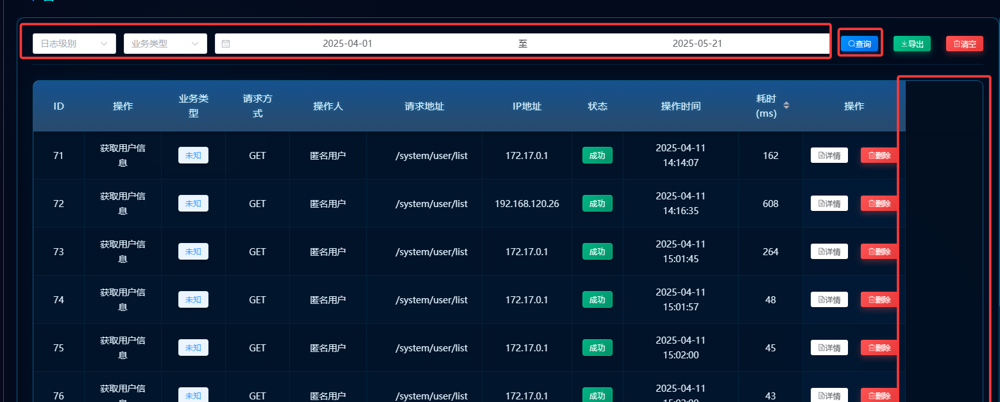 日志级别 业务类型 2025-04-01 至 2025-05-21 查询 导出 清空
ID 操作 业务类型 请求方式 操作人 请求地址 IP地址 状态 操作时间 耗时(ms) 操作
71 获取用户信息 未知 GET 匿名用户 /system/user/list 172.17.0.1 成功 2025-04-11 14:14:07 162 详情 删除
72 获取用户信息 未知 GET 匿名用户 /system/user/list 192.168.120.26 成功 2025-04-11 14:16:35 608 详情 删除
73 获取用户信息 未知 GET 匿名用户 /system/user/list 172.17.0.1 成功 2025-04-11 15:01:45 264 详情 删除
74 获取用户信息 未知 GET 匿名用户 /system/user/list 172.17.0.1 成功 2025-04-11 15:01:57 48 详情 删除
75 获取用户信息 未知 GET 匿名用户 /system/user/list 172.17.0.1 成功 2025-04-11 15:02:00 45 详情 删除
76 获取用户信 未知 GET 匿名用户 /system/user/list 172.17.0.1 成功 2025-04-11 43 详情 删除